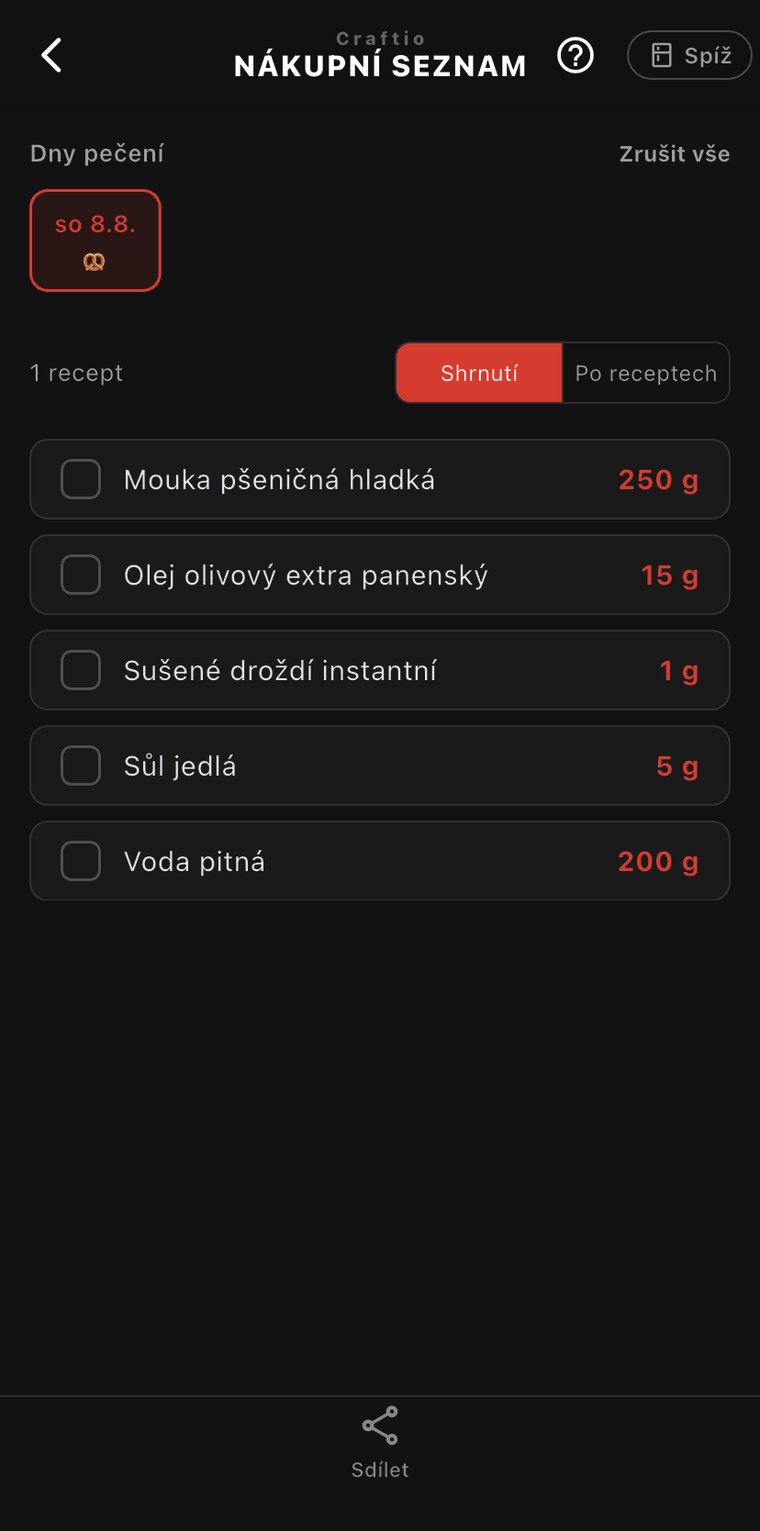 Craftio
NÁKUPNÍ SEZNAM
Spíž
Dny pečení
Zrušit vše
so 8.8.
1 recept
Shrnutí
Po receptech
Mouka pšeničná hladká
250 g
Olej olivový extra panenský
15 g
Sušené droždí instantní
1 g
Sůl jedlá
5 g
Voda pitná
200 g
Sdílet